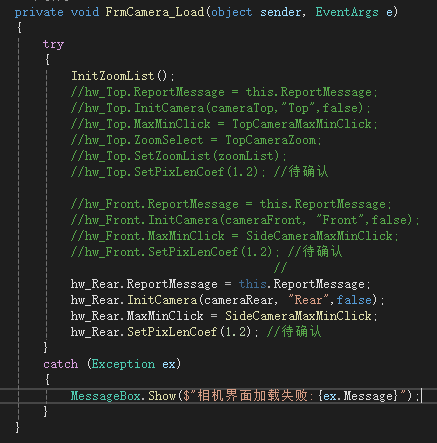 private void FrmCamera_Load(object sender, EventArgs e)
{
try
{
InitZoomList();
//hw_Top.ReportMessage = this.ReportMessage;
//hw_Top.InitCamera(cameraTop,"Top",false);
//hw_Top.MaxMinClick = TopCameraMaxMinClick;
//hw_Top.ZoomSelect = TopCameraZoom;
//hw_Top.SetZoomList(zoomList);
//hw_Top.SetPixLenCoef(1.2); //待确认
//hw_Front.ReportMessage = this.ReportMessage;
//hw_Front.InitCamera(cameraFront, "Front",false);
//hw_Front.MaxMinClick = SideCameraMaxMinClick;
//hw_Front.SetPixLenCoef(1.2); //待确认
//
hw_Rear.ReportMessage = this.ReportMessage;
hw_Rear.InitCamera(cameraRear, "Rear",false);
hw_Rear.MaxMinClick = SideCameraMaxMinClick;
hw_Rear.SetPixLenCoef(1.2); //待确认
}
catch (Exception ex)
{
MessageBox.Show($"相机界面加载失败:{ex.Message}");
}
}